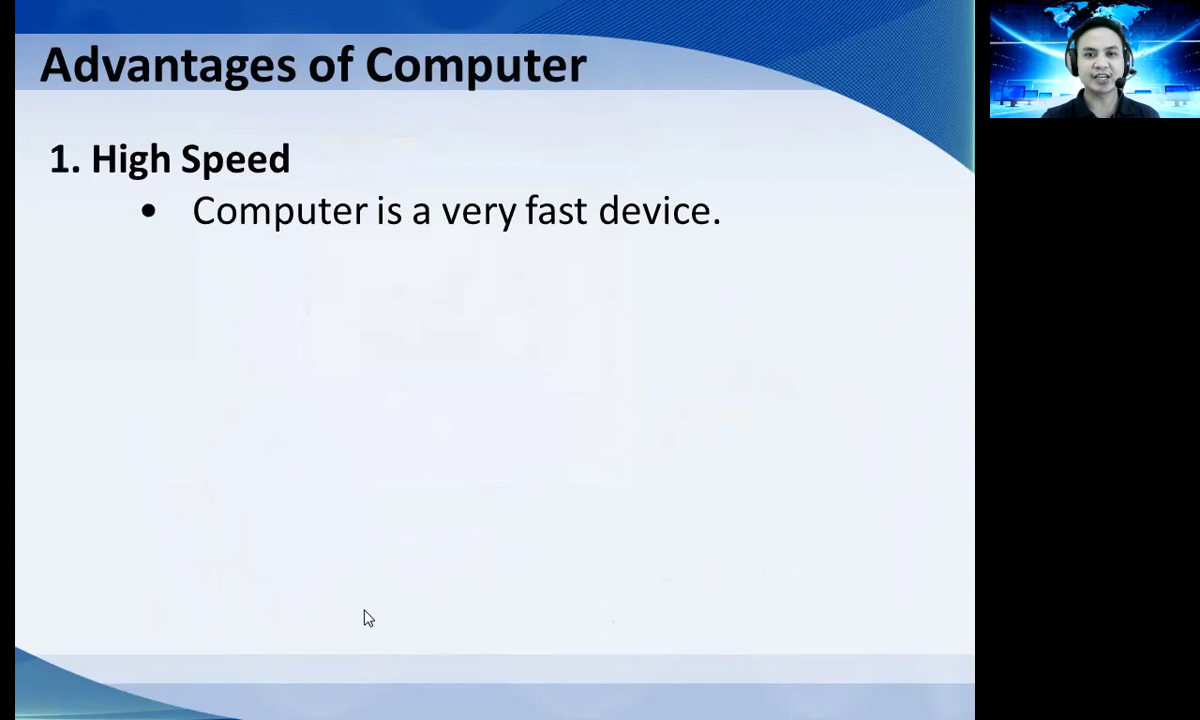 Advantages of Computer
1. High Speed
• Computer is a very fast device.